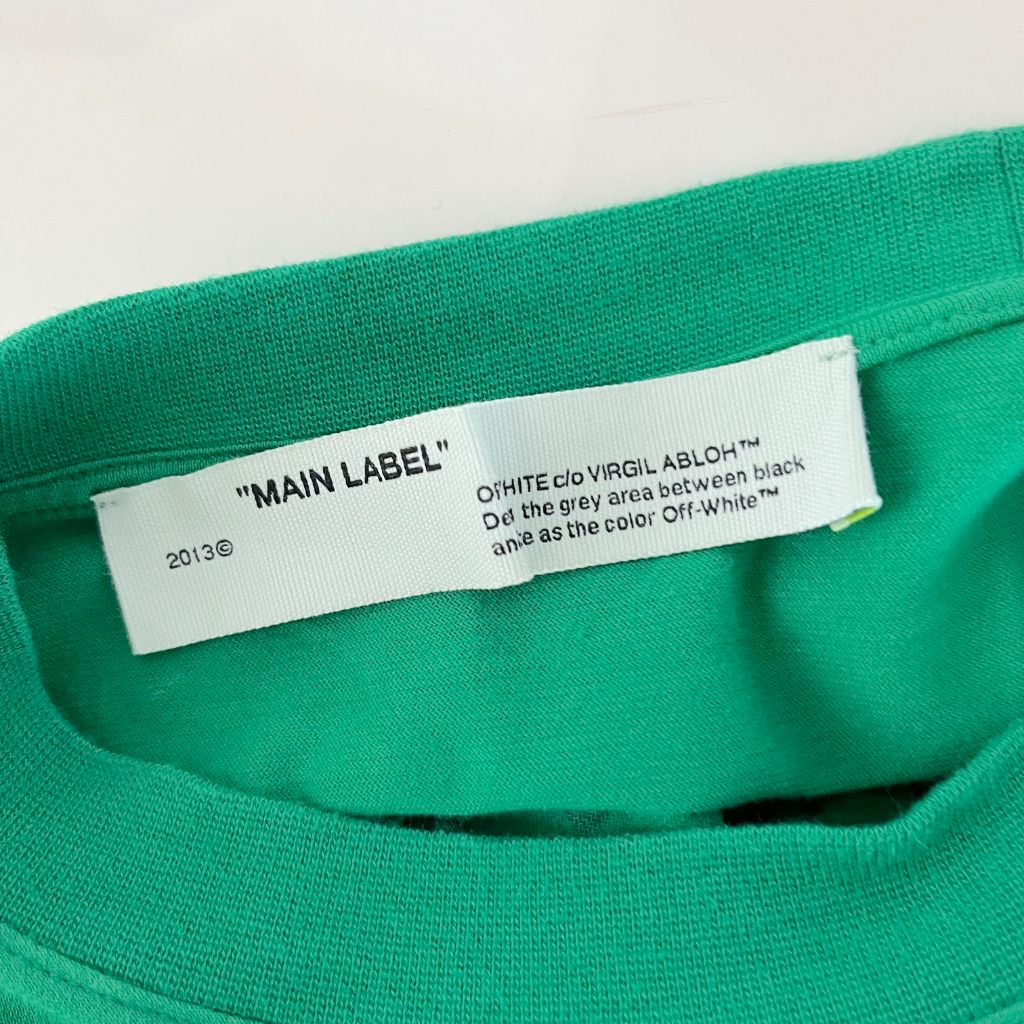 "MAIN LABEL"
2013©
c/o VIRGIL ABLOH™
the grey area between black
as the color Off-White™